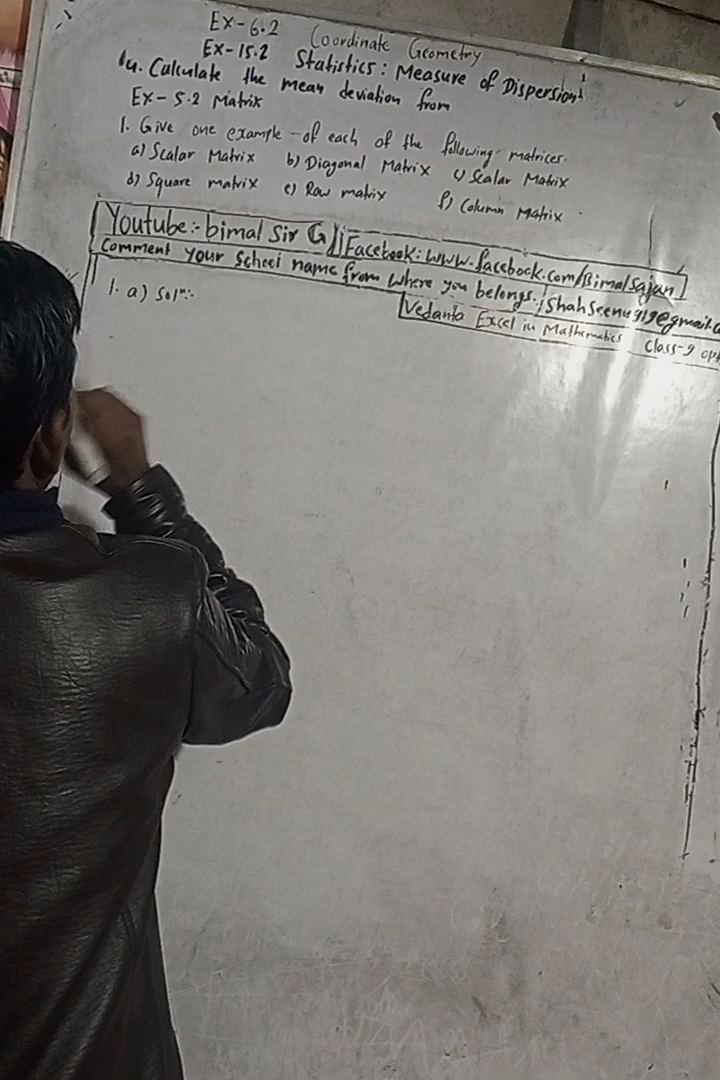 Ex-6.2 Coordinate Geometry
Ex-15.2 Statistics: Measure of Dispersion
4. Calculate the mean deviation from
Ex-5.2 Matrix
1. Give one example of each of the following matrices.
a) Scalar Matrix b) Diagonal Matrix c) Scalar Matrix
d) Square matrix e) Row matrix f) Column Matrix
Youtube:- bimal Sir G Facebook: www.facebook.com/Bimalsajan
Comment your School name from where you belongs. Shahseenu919@gmail.c
Vedanta Excel in Mathematics Class-9 opt
1. a) Solⁿ: